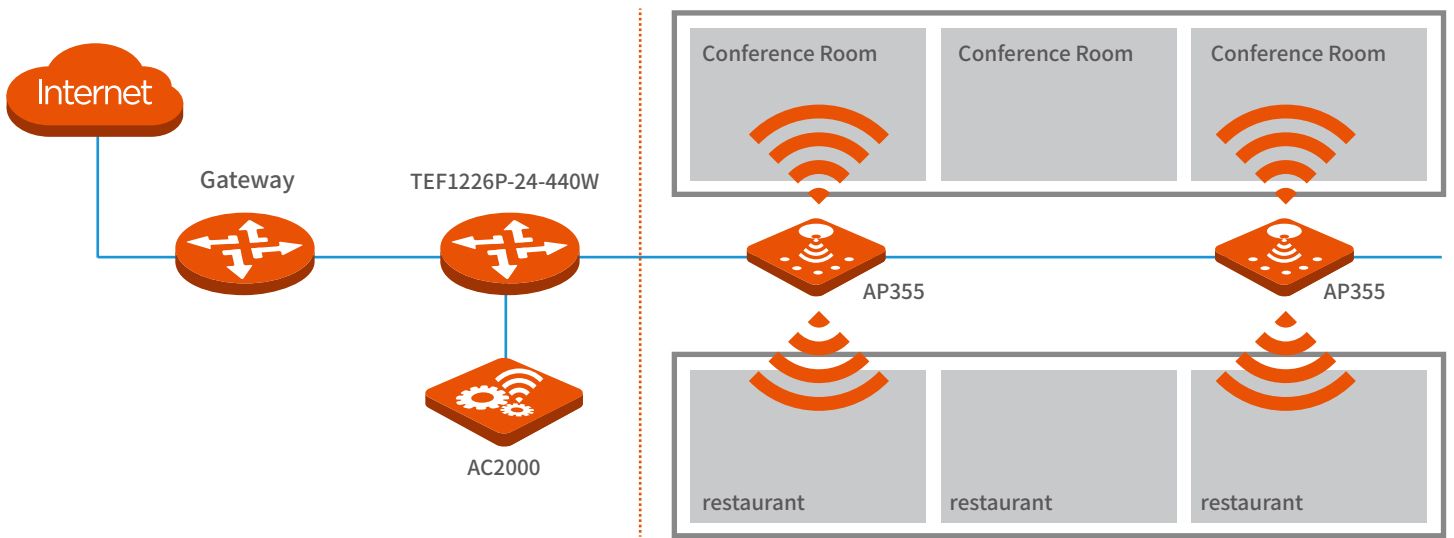 Internet
Gateway
TEF1226P-24-440W
AC2000
Conference Room
Conference Room
Conference Room
AP355
AP355
restaurant
restaurant
restaurant